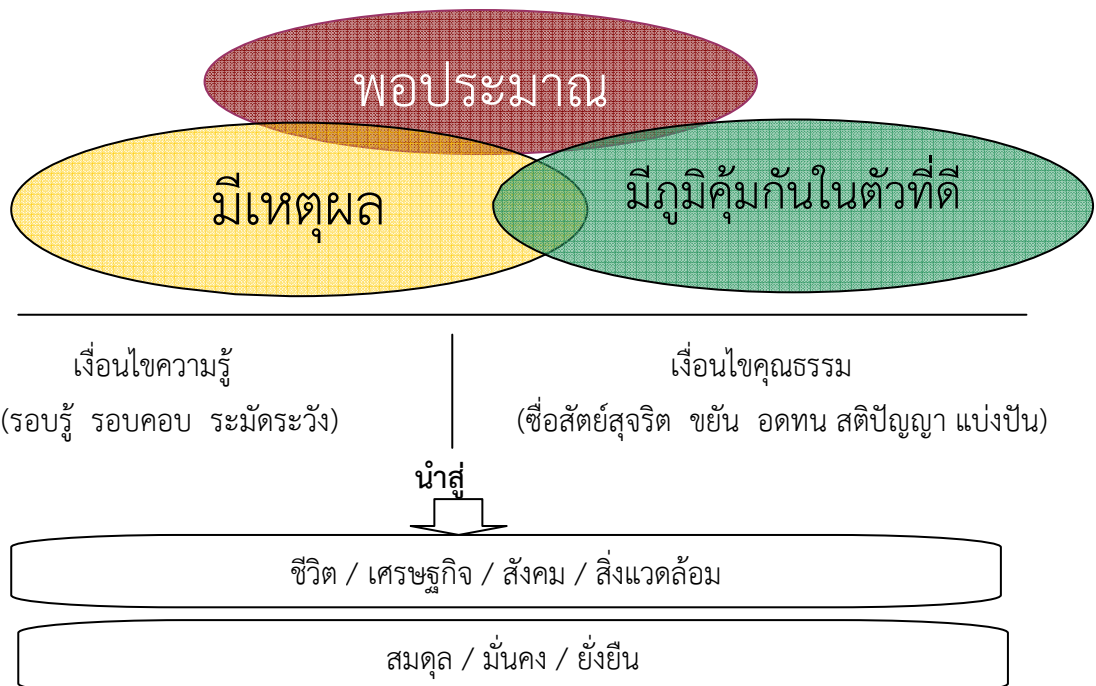 พอประมาณ
มีเหตุผล
มีภูมิคุ้มกันในตัวที่ดี
เงื่อนไขความรู้
(รอบรู้ รอบคอบ ระมัดระวัง)
เงื่อนไขคุณธรรม
(ซื่อสัตย์สุจริต ขยัน อดทน สติปัญญา แบ่งปัน)
นำสู่
ชีวิต / เศรษฐกิจ / สังคม / สิ่งแวดล้อม
สมดุล / มั่นคง / ยั่งยืน